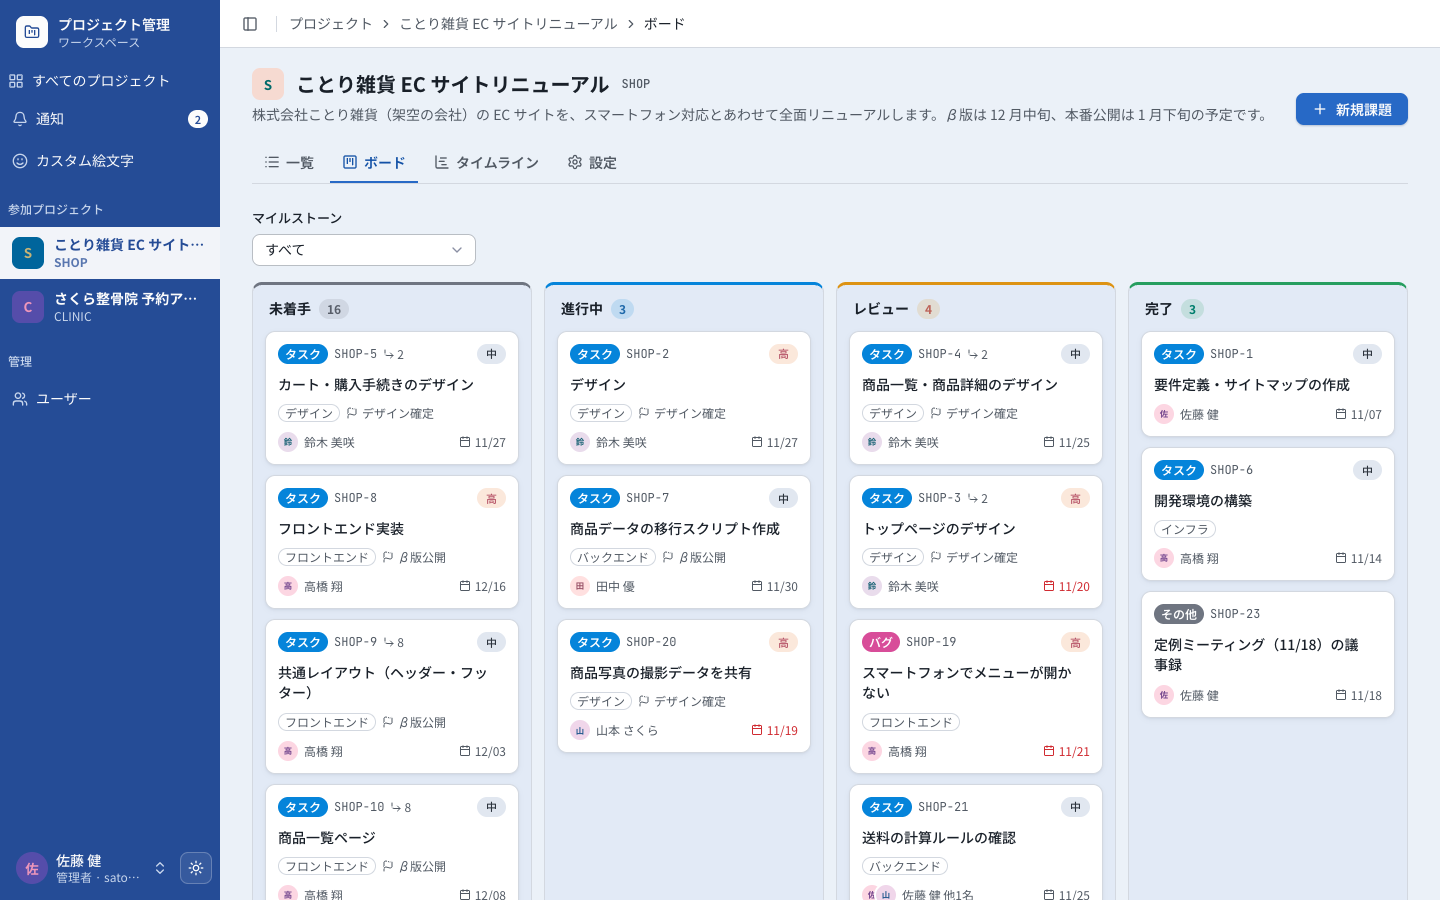 プロジェクト管理
ワークスペース
すべてのプロジェクト
通知 2
カスタム絵文字
参加プロジェクト
S ことり雑貨 EC サイト…
SHOP
C さくら整骨院 予約ア…
CLINIC
管理
ユーザー
佐 佐藤 健
管理者・sato…
プロジェクト > ことり雑貨 EC サイトリニューアル > ボード
S ことり雑貨 EC サイトリニューアル SHOP
株式会社ことり雑貨（架空の会社）の EC サイトを、スマートフォン対応とあわせて全面リニューアルします。β 版は 12 月中旬、本番公開は 1 月下旬の予定です。
新規課題
一覧 ボード タイムライン 設定
マイルストーン
すべて
未着手 16
タスク SHOP-5 2 中
カート・購入手続きのデザイン
デザイン デザイン確定
鈴 鈴木 美咲 11/27
タスク SHOP-8 高
フロントエンド実装
フロントエンド β版公開
高 高橋 翔 12/16
タスク SHOP-9 8 中
共通レイアウト（ヘッダー・フッ
ター）
フロントエンド β版公開
高 高橋 翔 12/03
タスク SHOP-10 8 中
商品一覧ページ
フロントエンド β版公開
高 高橋 翔 12/08
進行中 3
タスク SHOP-2 高
デザイン
デザイン デザイン確定
鈴 鈴木 美咲 11/27
タスク SHOP-7 中
商品データの移行スクリプト作成
バックエンド β版公開
田 田中 優 11/30
タスク SHOP-20 高
商品写真の撮影データを共有
デザイン デザイン確定
山 山本 さくら 11/19
レビュー 4
タスク SHOP-4 2 中
商品一覧・商品詳細のデザイン
デザイン デザイン確定
鈴 鈴木 美咲 11/25
タスク SHOP-3 2 高
トップページのデザイン
デザイン デザイン確定
鈴 鈴木 美咲 11/20
バグ SHOP-19 高
スマートフォンでメニューが開か
ない
フロントエンド
高 高橋 翔 11/21
タスク SHOP-21 中
送料の計算ルールの確認
バックエンド
佐 山 佐藤 健 他1名 11/25
完了 3
タスク SHOP-1 中
要件定義・サイトマップの作成
佐 佐藤 健 11/07
タスク SHOP-6 中
開発環境の構築
インフラ
高 高橋 翔 11/14
その他 SHOP-23
定例ミーティング（11/18）の議
事録
佐 佐藤 健 11/18